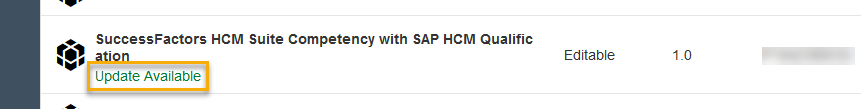 SuccessFactors HCM Suite Competency with SAP HCM Qualific
ation
Editable
1.0
Update Available